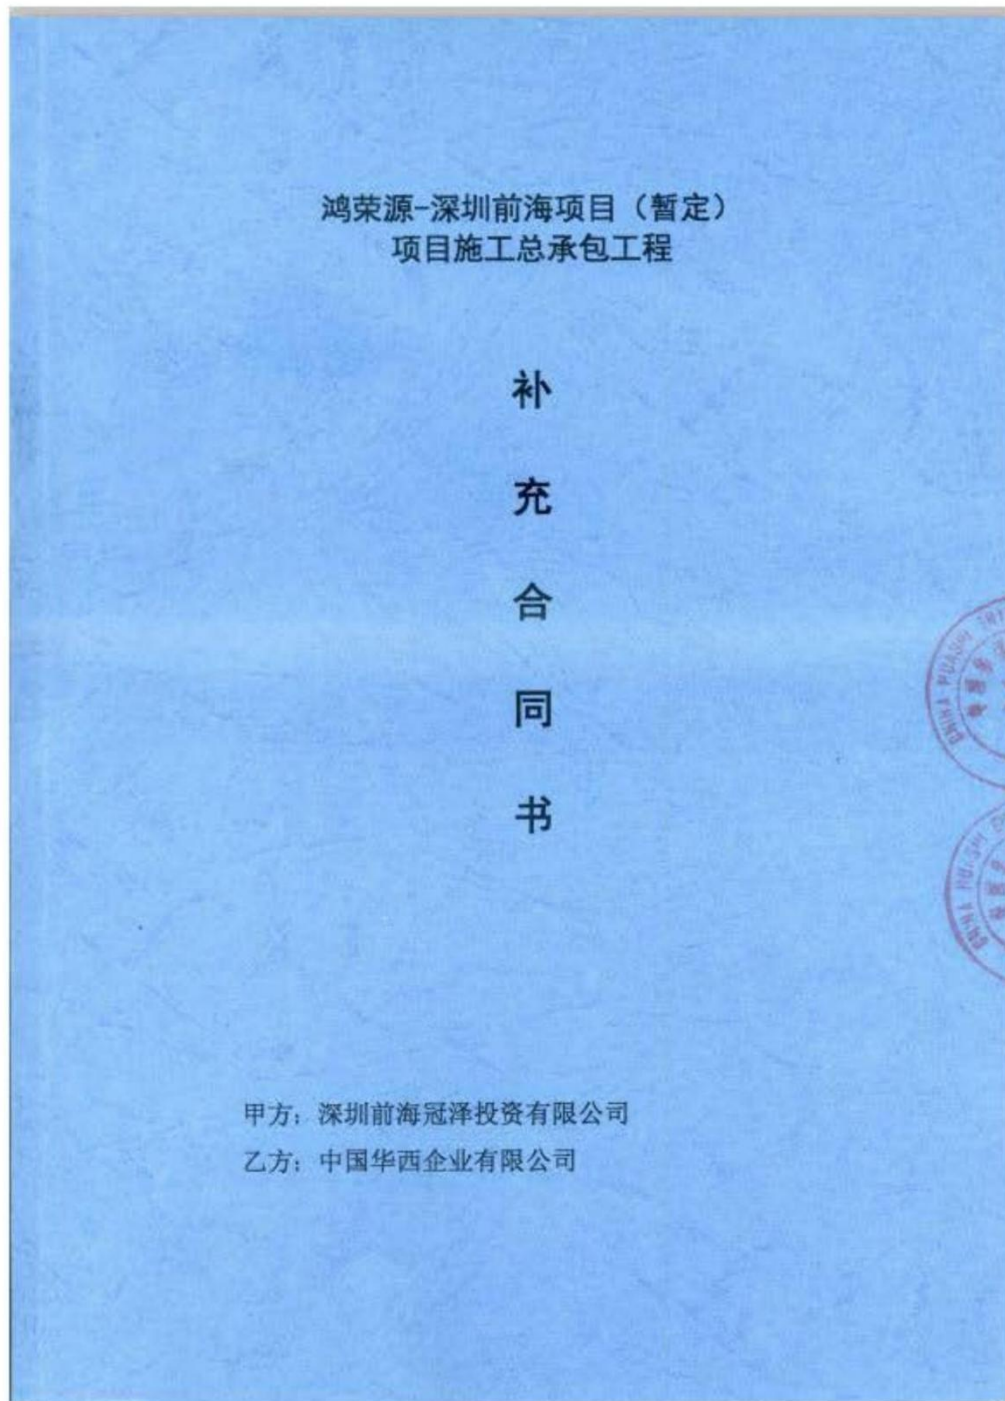 鸿荣源-深圳前海项目（暂定）
项目施工总承包工程
补
充
合
同
书
甲方：深圳前海冠泽投资有限公司
乙方：中国华西企业有限公司
CHINA HUASHI